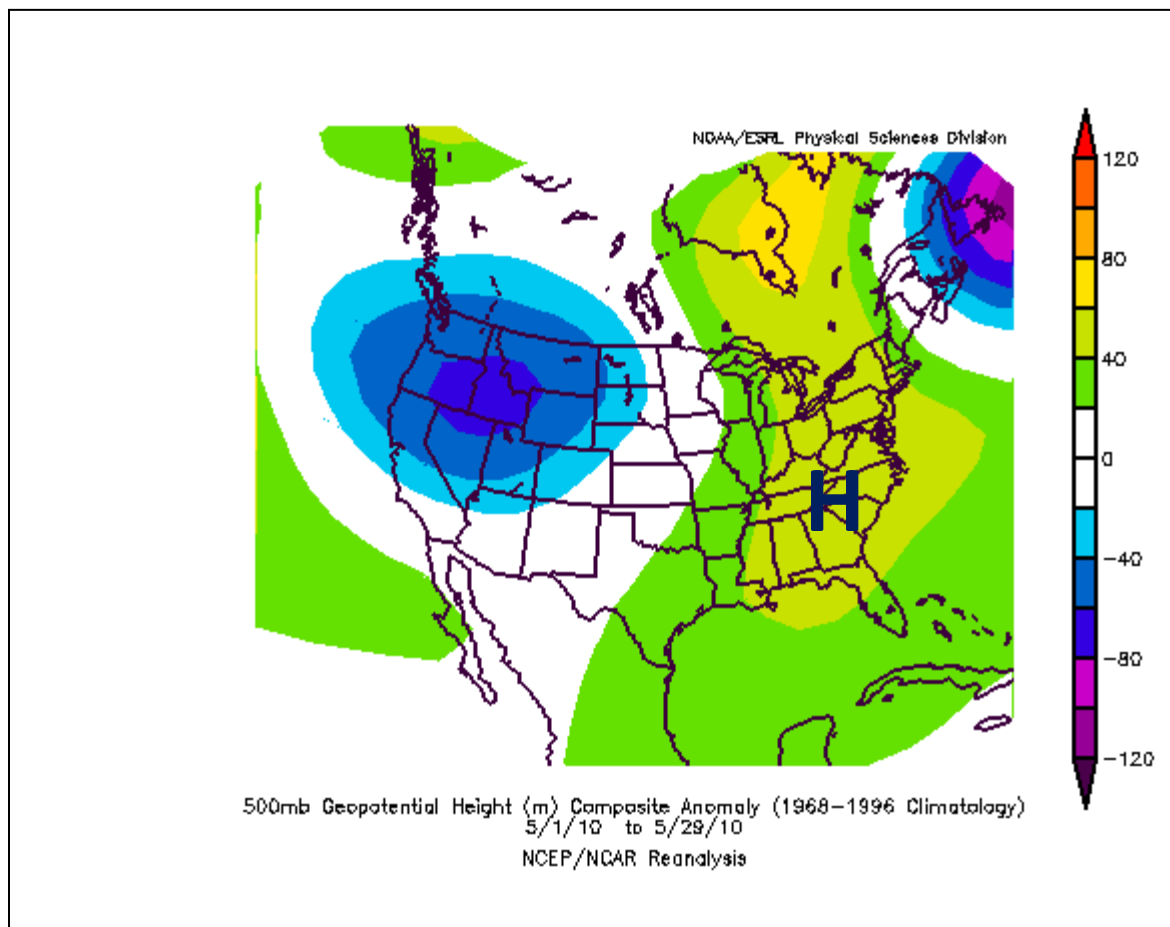 NOAA/ESRL Physical Sciences Division
120
80
40
0
-40
-80
-120
H
500mb Geopotential Height (m) Composite Anomaly (1968-1996 Climatology)
5/1/10 to 5/29/10
NCEP/NCAR Reanalysis